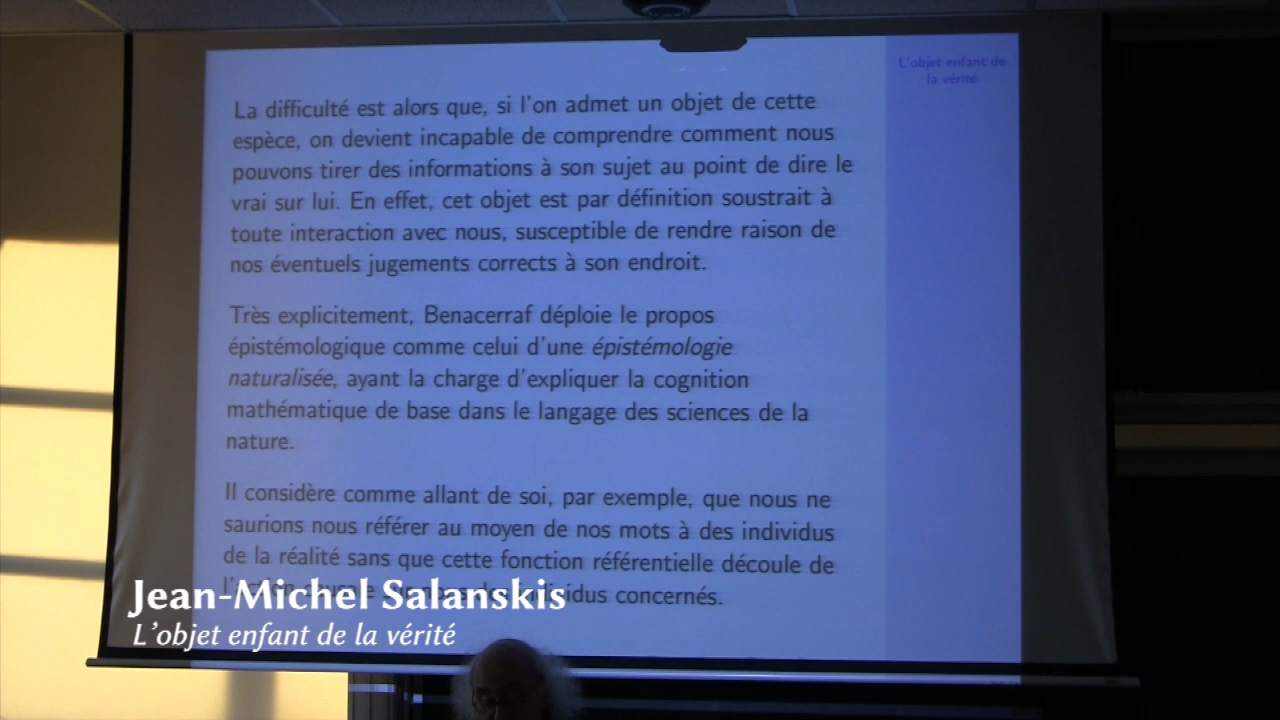 L'objet enfant de
la vérité
La difficulté est alors que, si l'on admet un objet de cette
espèce, on devient incapable de comprendre comment nous
pouvons tirer des informations à son sujet au point de dire le
vrai sur lui. En effet, cet objet est par définition soustrait à
toute interaction avec nous, susceptible de rendre raison de
nos éventuels jugements corrects à son endroit.
Très explicitement, Benacerraf déploie le propos
épistémologique comme celui d'une épistémologie
naturalisée, ayant la charge d'expliquer la cognition
mathématique de base dans le langage des sciences de la
nature.
Il considère comme allant de soi, par exemple, que nous ne
saurions nous référer au moyen de nos mots à des individus
de la réalité sans que cette fonction référentielle découle de
concernés.
Jean-Michel Salanskis
L'objet enfant de la vérité